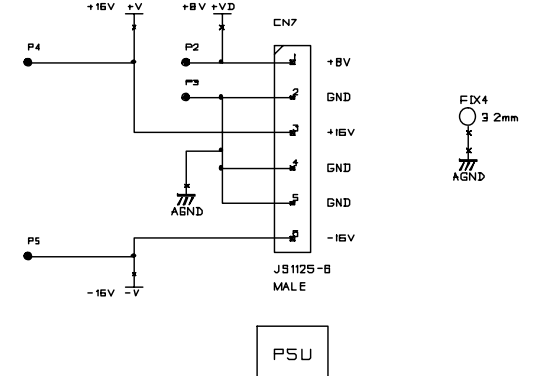 +16V +V
+8V +VD
CN7
P4
P2
1
+8V
P3
2
GND
FIX4
3.2mm
3
+16V
4
GND
AGND
AGND
5
GND
P5
6
-16V
JS1125-6
MALE
-16V -V
PSU